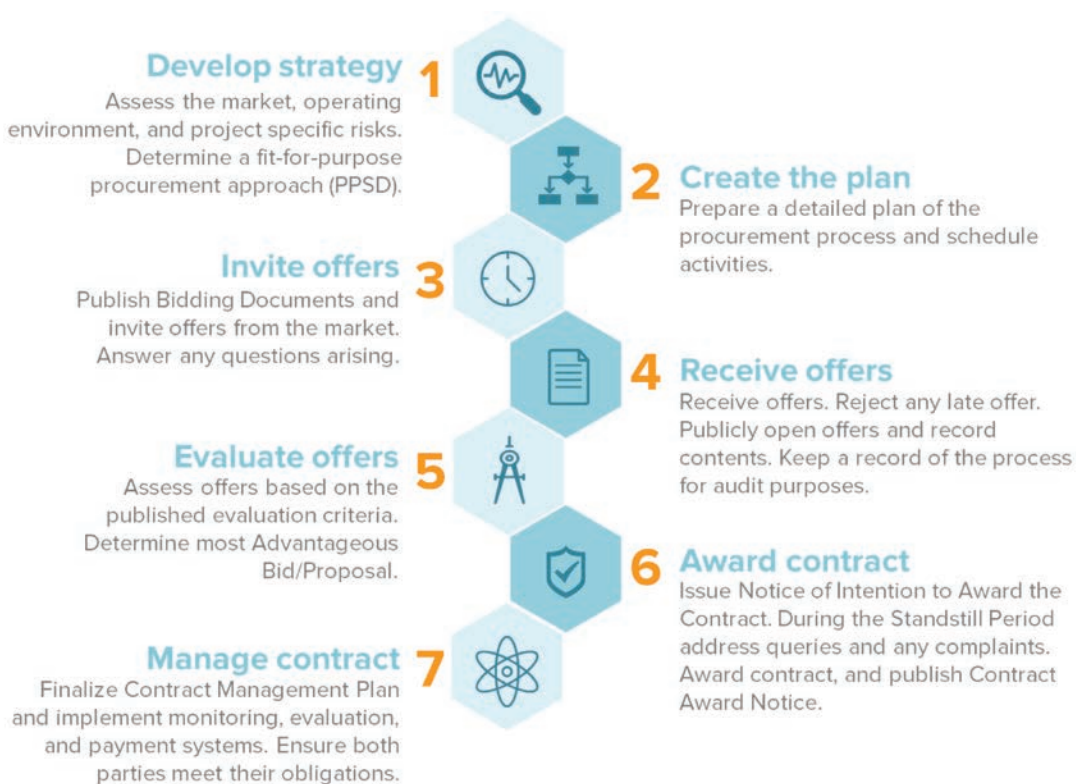 Develop strategy
1
Assess the market, operating
environment, and project specific risks.
Determine a fit-for-purpose
procurement approach (PPSD).
2
Create the plan
Prepare a detailed plan of the
procurement process and schedule
activities.
Invite offers
3
Publish Bidding Documents and
invite offers from the market.
Answer any questions arising.
4
Receive offers
Receive offers. Reject any late offer.
Publicly open offers and record
contents. Keep a record of the process
for audit purposes.
Evaluate offers
5
Assess offers based on the
published evaluation criteria.
Determine most Advantageous
Bid/Proposal.
6
Award contract
Issue Notice of Intention to Award the
Contract. During the Standstill Period
address queries and any complaints.
Award contract, and publish Contract
Award Notice.
Manage contract
7
Finalize Contract Management Plan
and implement monitoring, evaluation,
and payment systems. Ensure both
parties meet their obligations.